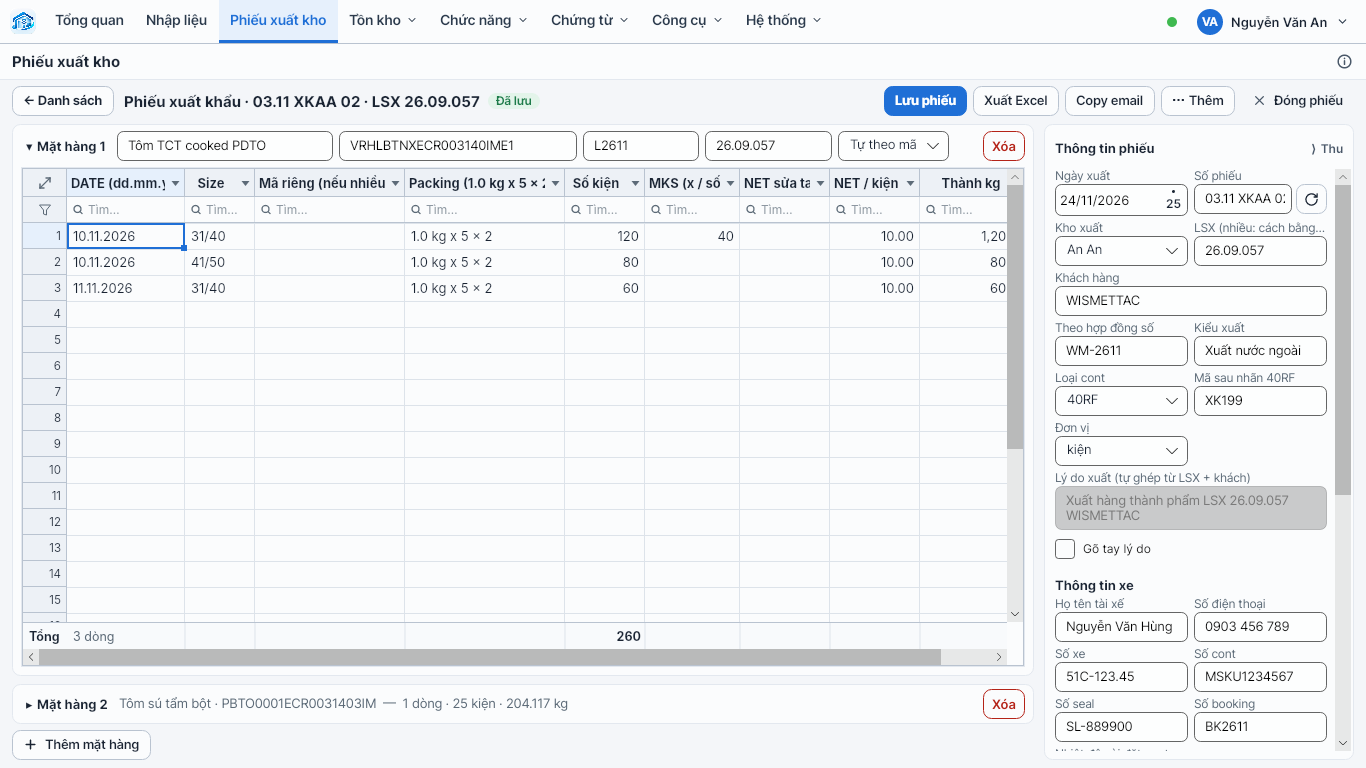 Tổng quan Nhập liệu Phiếu xuất kho Tồn kho Chức năng Chứng từ Công cụ Hệ thống VA Nguyễn Văn An
Phiếu xuất kho
← Danh sách Phiếu xuất khẩu · 03.11 XKAA 02 · LSX 26.09.057 Đã lưu Lưu phiếu Xuất Excel Copy email ··· Thêm × Đóng phiếu
▾ Mặt hàng 1 Tôm TCT cooked PDTO VRHLBTNXECR003140IME1 L2611 26.09.057 Tự theo mã Xóa
DATE (dd.mm.y Size Mã riêng (nếu nhiều Packing (1.0 kg x 5 × 2 Số kiện MKS (x / số NET sửa ta NET / kiện Thành kg
Tìm... Tìm... Tìm... Tìm... Tìm... Tìm... Tìm... Tìm... Tìm...
1 10.11.2026 31/40 1.0 kg x 5 × 2 120 40 10.00 1,20
2 10.11.2026 41/50 1.0 kg x 5 × 2 80 10.00 80
3 11.11.2026 31/40 1.0 kg x 5 × 2 60 10.00 60
4
5
6
7
8
9
10
11
12
13
14
15
Tổng 3 dòng 260
▸ Mặt hàng 2 Tôm sú tẩm bột · PBTO0001ECR0031403IM — 1 dòng · 25 kiện · 204.117 kg Xóa
+ Thêm mặt hàng
Thông tin phiếu ⟩ Thu
Ngày xuất Số phiếu
24/11/2026 25 03.11 XKAA 02
Kho xuất LSX (nhiều: cách bằng...
An An 26.09.057
Khách hàng
WISMETTAC
Theo hợp đồng số Kiểu xuất
WM-2611 Xuất nước ngoài
Loại cont Mã sau nhãn 40RF
40RF XK199
Đơn vị
kiện
Lý do xuất (tự ghép từ LSX + khách)
Xuất hàng thành phẩm LSX 26.09.057
WISMETTAC
Gõ tay lý do
Thông tin xe
Họ tên tài xế Số điện thoại
Nguyễn Văn Hùng 0903 456 789
Số xe Số cont
51C-123.45 MSKU1234567
Số seal Số booking
SL-889900 BK2611